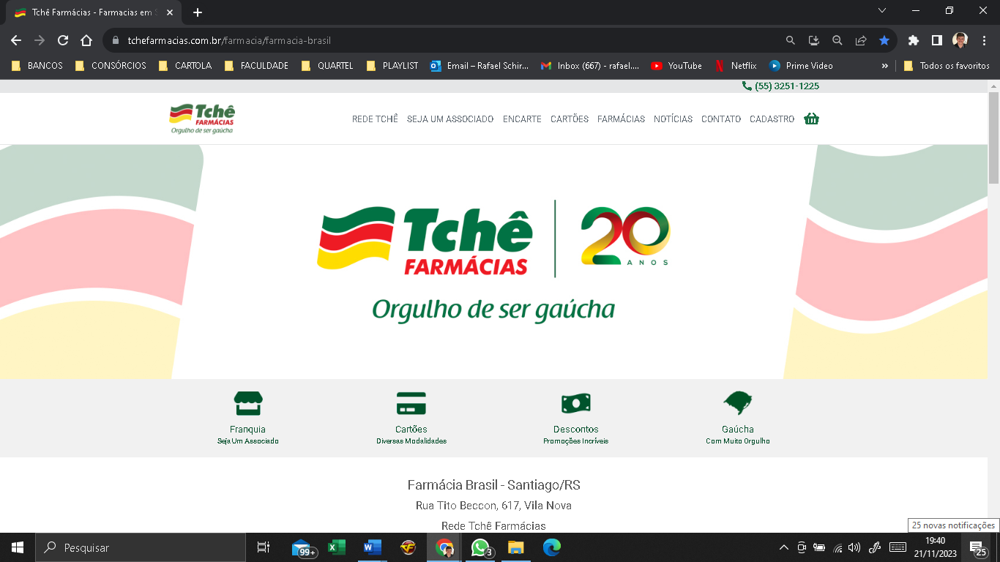 Tchê Farmácias - Farmacias em S
tchefarmacias.com.br/farmacia/farmacia-brasil
BANCOS CONSÓRCIOS CARTOLA FACULDADE QUARTEL PLAYLIST Email – Rafael Schir... Inbox (667) - rafael.... YouTube Netflix Prime Video » Todos os favoritos
(55) 3251-1225
Tchê
FARMÁCIAS
Orgulho de ser gaúcha
REDE TCHÊ SEJA UM ASSOCIADO ENCARTE CARTÕES FARMÁCIAS NOTÍCIAS CONTATO CADASTRO
Tchê
FARMÁCIAS
20
ANOS
Orgulho de ser gaúcha
Franquia Cartões Descontos Gaúcha
Seja Um Associado Diversas Modalidades Promoções Incríveis Com Muito Orgulho
Farmácia Brasil - Santiago/RS
Rua Tito Beccon, 617, Vila Nova
Rede Tchê Farmácias
25 novas notificações
Pesquisar
99+
3
19:40
21/11/2023
25